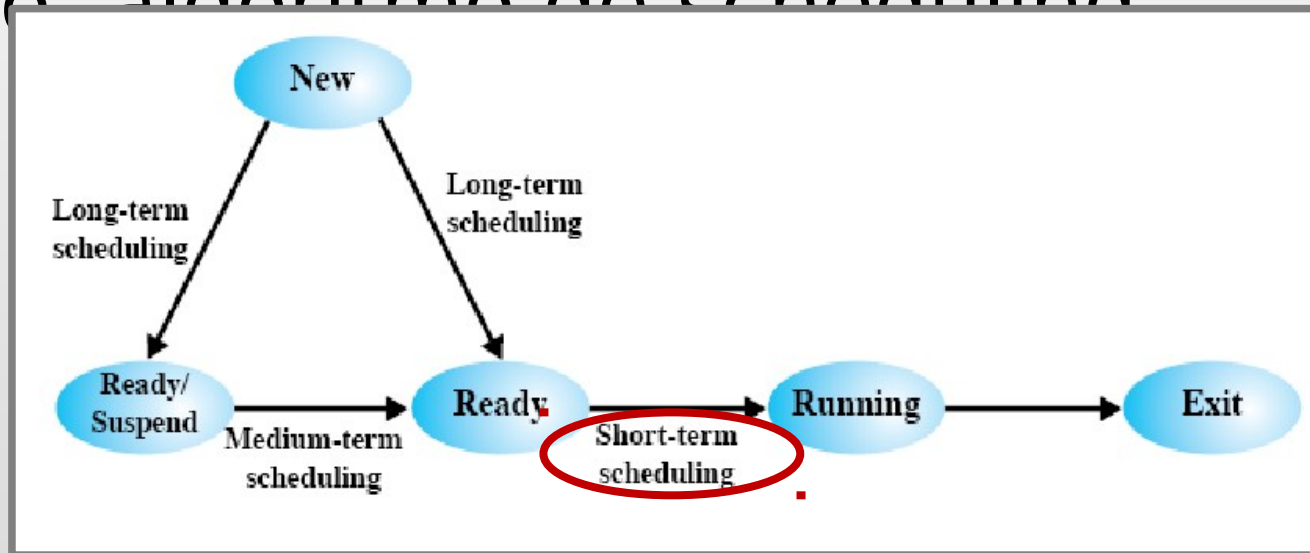 New
Long-term
scheduling
Long-term
scheduling
Ready/
Suspend
Medium-term
scheduling
Ready
Short-term
scheduling
Running
Exit